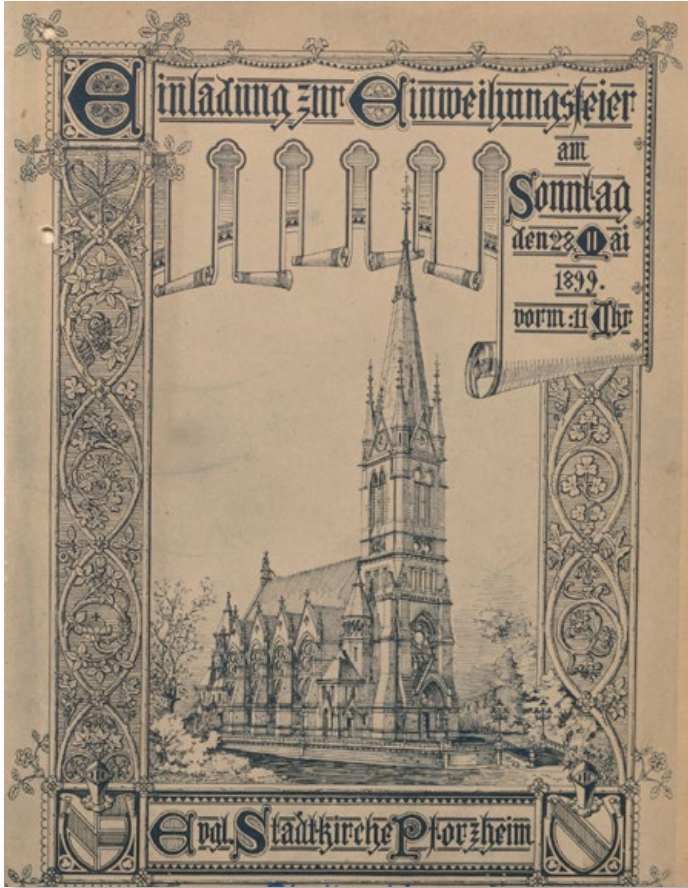 Einladung zur Einweihungsfeier
am
Sonntag
den 28. Mai
1899.
vorm: 11 Uhr
Evgl. Stadtkirche Pforzheim